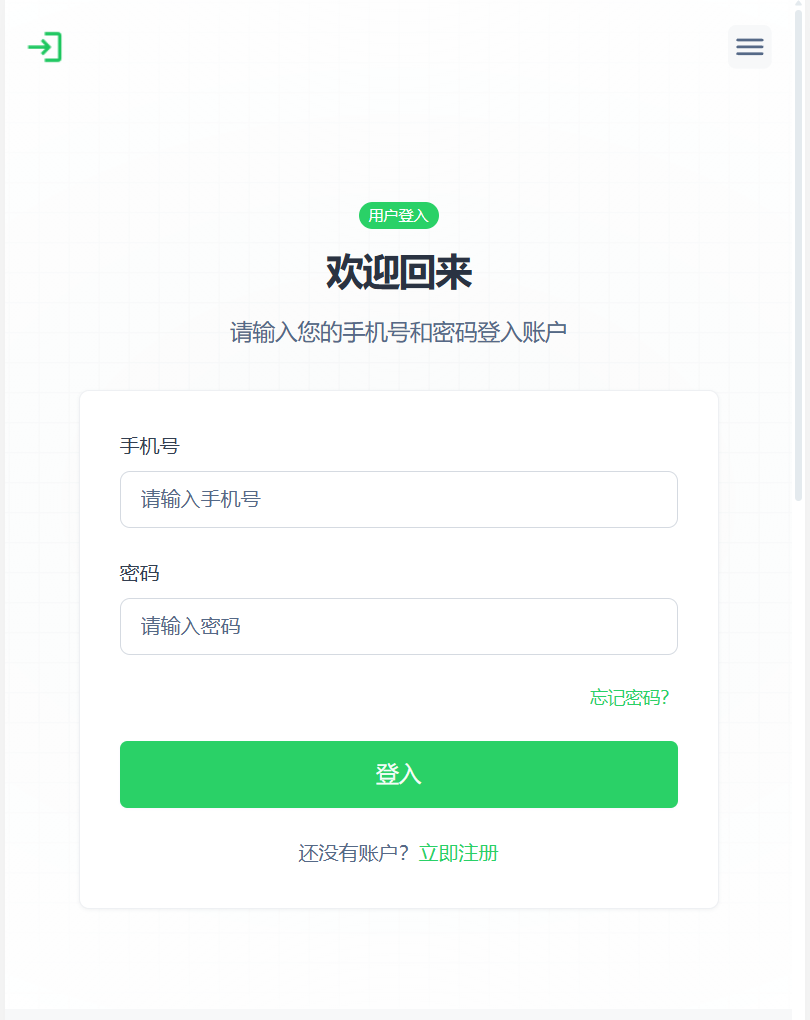 用户登入
欢迎回来
请输入您的手机号和密码登入账户
手机号
请输入手机号
密码
请输入密码
忘记密码?
登入
还没有账户？立即注册